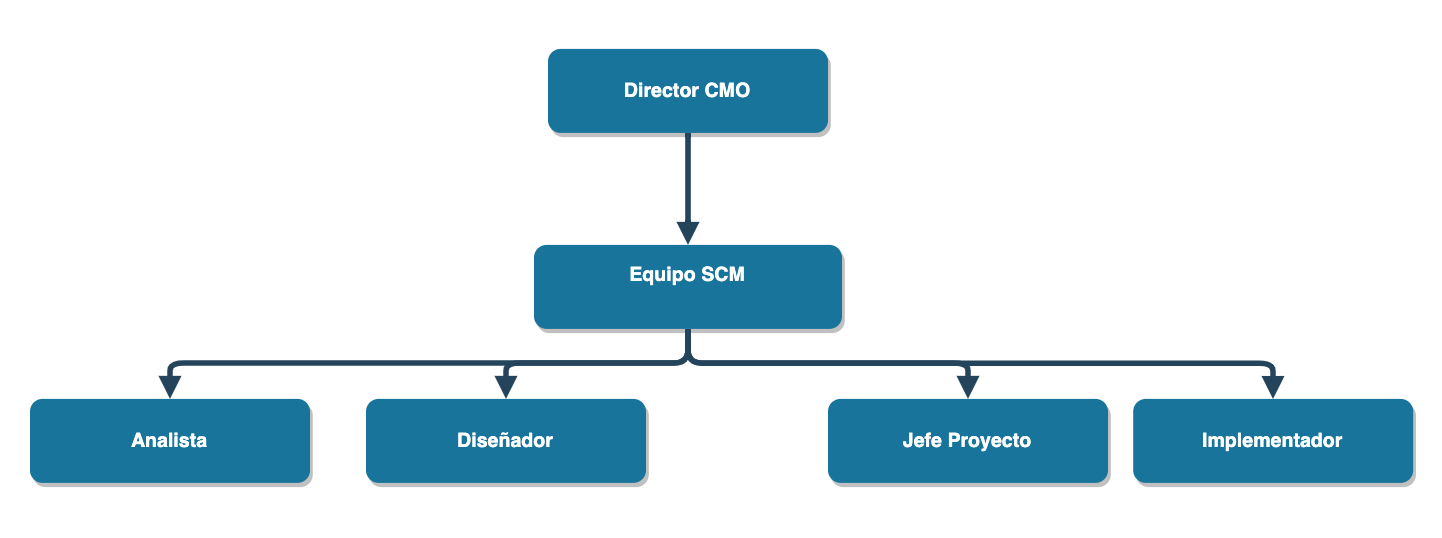 Director CMO
Equipo SCM
Analista
Diseñador
Jefe Proyecto
Implementador